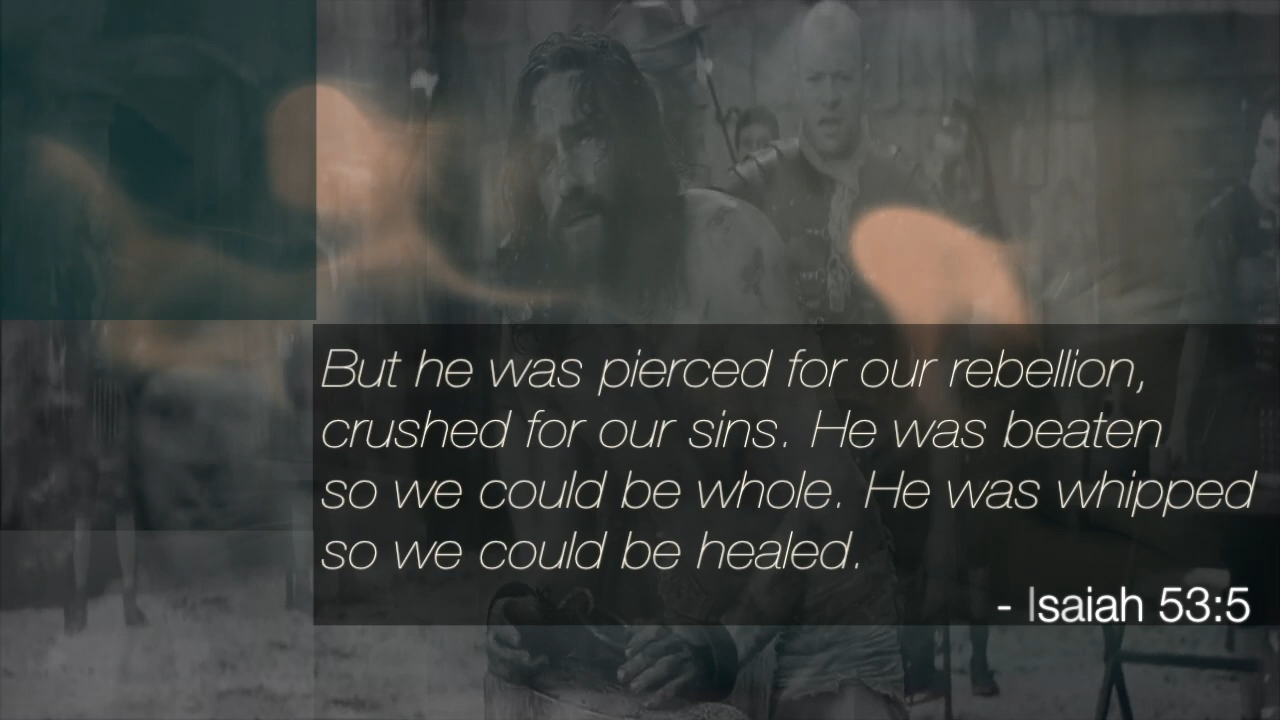 But he was pierced for our rebellion,
crushed for our sins. He was beaten
so we could be whole. He was whipped
so we could be healed.
- Isaiah 53:5